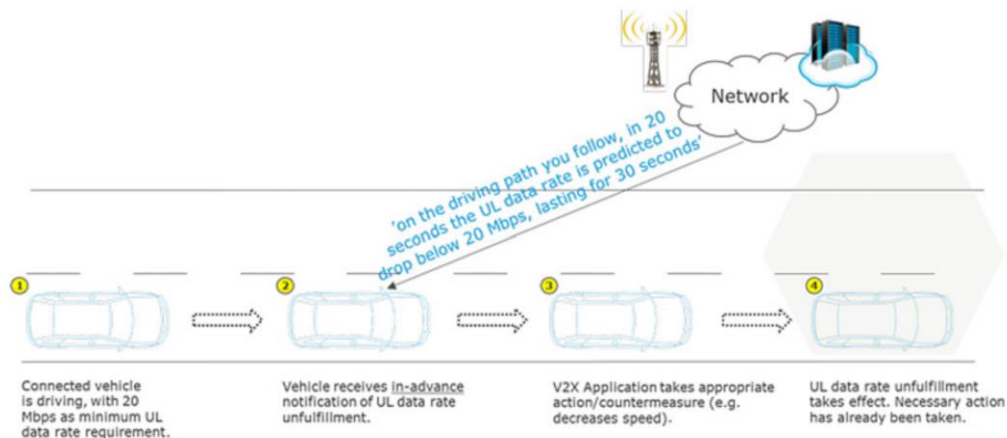 Network
'on the driving path you follow, in 20
seconds the UL data rate is predicted to
drop below 20 Mbps, lasting for 30 seconds'
1
2
3
4
Connected vehicle
is driving, with 20
Mbps as minimum UL
data rate requirement.
Vehicle receives in-advance
notification of UL data rate
unfulfillment.
V2X Application takes appropriate
action/countermeasure (e.g.
decreases speed).
UL data rate unfulfillment
takes effect. Necessary action
has already been taken.